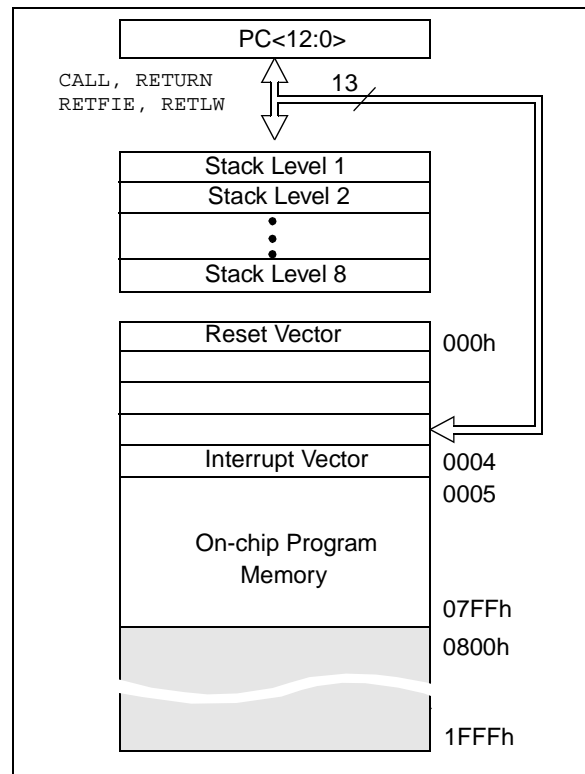 PC<12:0>
CALL, RETURN
RETFIE, RETLW
13
Stack Level 1
Stack Level 2
Stack Level 8
Reset Vector
000h
Interrupt Vector
0004
0005
On-chip Program
Memory
07FFh
0800h
1FFFh